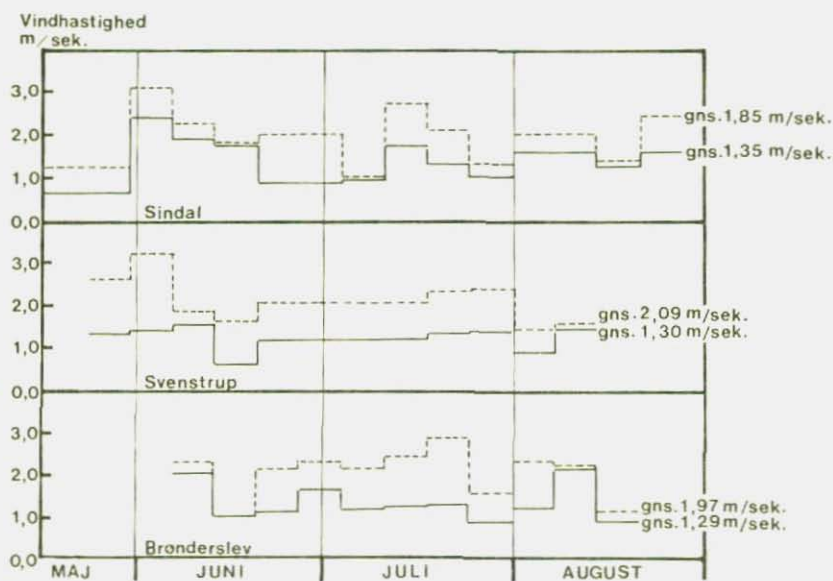 Vindhastighed
m/sek.
3,0
2,0
1,0
0,0
gns. 1,85 m/sek.
gns. 1,35 m/sek.
Sindal
3,0
2,0
1,0
0,0
gns. 2,09 m/sek.
gns. 1,30 m/sek.
Svenstrup
3,0
2,0
1,0
0,0
gns. 1,97 m/sek.
gns. 1,29 m/sek.
Brønderslev
MAJ JUNI JULI AUGUST